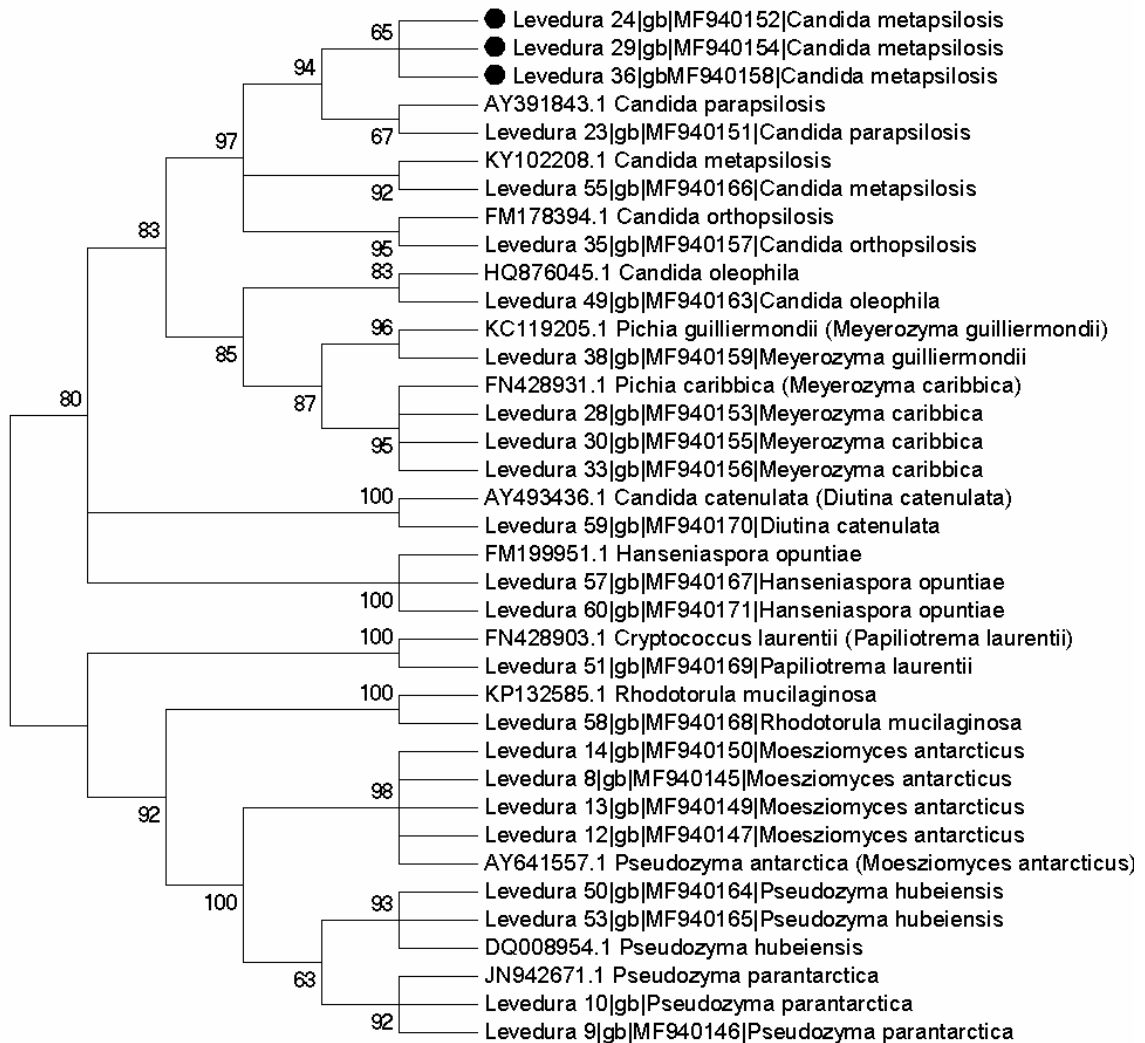 Levedura 24|gb|MF940152|Candida metapsilosis
65
Levedura 29|gb|MF940154|Candida metapsilosis
94
Levedura 36|gbMF940158|Candida metapsilosis
AY391843.1 Candida parapsilosis
97
67
Levedura 23|gb|MF940151|Candida parapsilosis
KY102208.1 Candida metapsilosis
92
Levedura 55|gb|MF940166|Candida metapsilosis
FM178394.1 Candida orthopsilosis
83
95
Levedura 35|gb|MF940157|Candida orthopsilosis
83
HQ876045.1 Candida oleophila
Levedura 49|gb|MF940163|Candida oleophila
96
KC119205.1 Pichia guilliermondii (Meyerozyma guilliermondii)
85
Levedura 38|gb|MF940159|Meyerozyma guilliermondii
FN428931.1 Pichia caribbica (Meyerozyma caribbica)
80
87
Levedura 28|gb|MF940153|Meyerozyma caribbica
95
Levedura 30|gb|MF940155|Meyerozyma caribbica
Levedura 33|gb|MF940156|Meyerozyma caribbica
100
AY493436.1 Candida catenulata (Diutina catenulata)
Levedura 59|gb|MF940170|Diutina catenulata
FM199951.1 Hanseniaspora opuntiae
Levedura 57|gb|MF940167|Hanseniaspora opuntiae
100
Levedura 60|gb|MF940171|Hanseniaspora opuntiae
100
FN428903.1 Cryptococcus laurentii (Papiliotrema laurentii)
Levedura 51|gb|MF940169|Papiliotrema laurentii
100
KP132585.1 Rhodotorula mucilaginosa
Levedura 58|gb|MF940168|Rhodotorula mucilaginosa
Levedura 14|gb|MF940150|Moesziomyces antarcticus
Levedura 8|gb|MF940145|Moesziomyces antarcticus
98
92
Levedura 13|gb|MF940149|Moesziomyces antarcticus
Levedura 12|gb|MF940147|Moesziomyces antarcticus
AY641557.1 Pseudozyma antarctica (Moesziomyces antarcticus)
100
93
Levedura 50|gb|MF940164|Pseudozyma hubeiensis
Levedura 53|gb|MF940165|Pseudozyma hubeiensis
DQ008954.1 Pseudozyma hubeiensis
63
JN942671.1 Pseudozyma parantarctica
Levedura 10|gb|Pseudozyma parantarctica
92
Levedura 9|gb|MF940146|Pseudozyma parantarctica